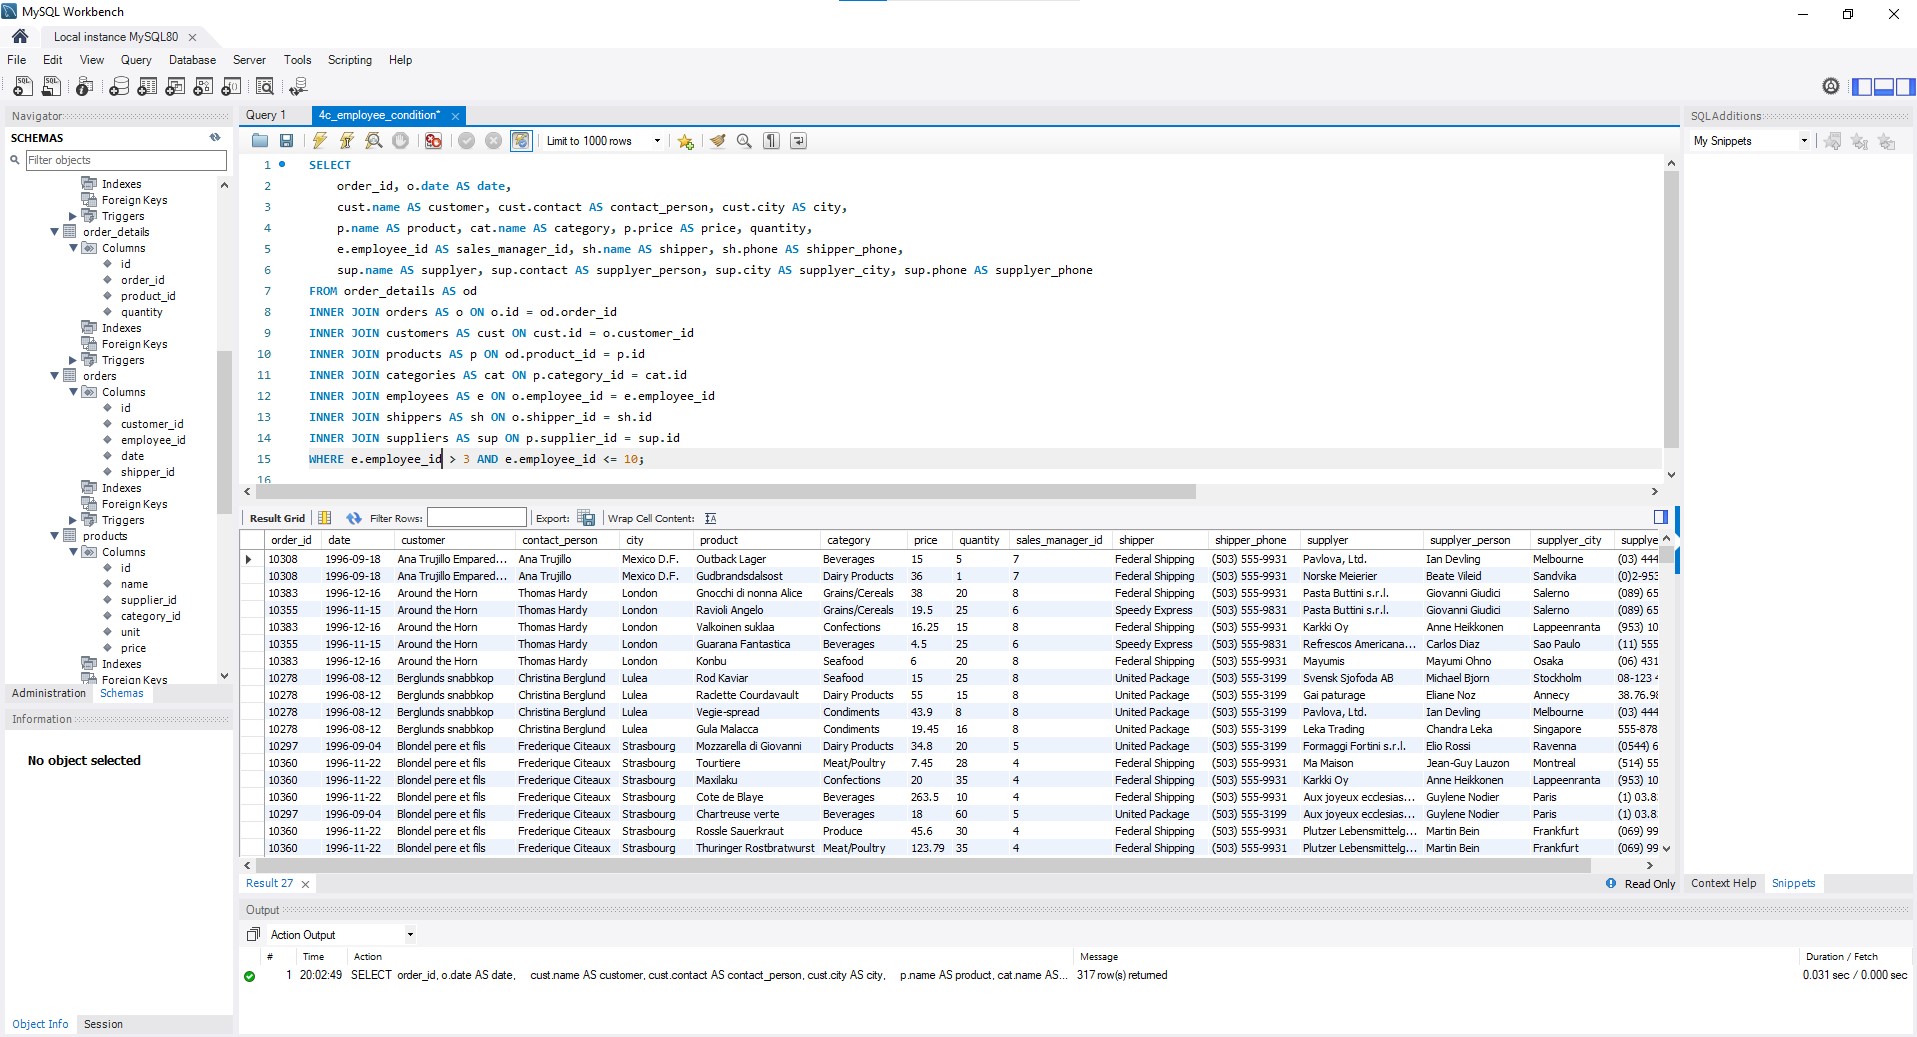 MySQL Workbench
Local instance MySQL80
File Edit View Query Database Server Tools Scripting Help
Navigator
SCHEMAS
Filter objects
Indexes
Foreign Keys
Triggers
order_details
Columns
id
order_id
product_id
quantity
Indexes
Foreign Keys
Triggers
orders
Columns
id
customer_id
employee_id
date
shipper_id
Indexes
Foreign Keys
Triggers
products
Columns
id
name
supplier_id
category_id
unit
price
Indexes
Foreign Keys
Administration Schemas
Information
No object selected
Object Info Session
Query 1 4c_employee_condition*
Limit to 1000 rows
1 SELECT
2 order_id, o.date AS date,
3 cust.name AS customer, cust.contact AS contact_person, cust.city AS city,
4 p.name AS product, cat.name AS category, p.price AS price, quantity,
5 e.employee_id AS sales_manager_id, sh.name AS shipper, sh.phone AS shipper_phone,
6 sup.name AS supplyer, sup.contact AS supplyer_person, sup.city AS supplyer_city, sup.phone AS supplyer_phone
7 FROM order_details AS od
8 INNER JOIN orders AS o ON o.id = od.order_id
9 INNER JOIN customers AS cust ON cust.id = o.customer_id
10 INNER JOIN products AS p ON od.product_id = p.id
11 INNER JOIN categories AS cat ON p.category_id = cat.id
12 INNER JOIN employees AS e ON o.employee_id = e.employee_id
13 INNER JOIN shippers AS sh ON o.shipper_id = sh.id
14 INNER JOIN suppliers AS sup ON p.supplier_id = sup.id
15 WHERE e.employee_id > 3 AND e.employee_id <= 10;
16
Result Grid Filter Rows: Export: Wrap Cell Content:
order_id date customer contact_person city product category price quantity sales_manager_id shipper shipper_phone supplyer supplyer_person supplyer_city supplye
10308 1996-09-18 Ana Trujillo Empared... Ana Trujillo Mexico D.F. Outback Lager Beverages 15 5 7 Federal Shipping (503) 555-9931 Pavlova, Ltd. Ian Devling Melbourne (03) 444
10308 1996-09-18 Ana Trujillo Empared... Ana Trujillo Mexico D.F. Gudbrandsdalsost Dairy Products 36 1 7 Federal Shipping (503) 555-9931 Norske Meierier Beate Vileid Sandvika (0)2-953
10383 1996-12-16 Around the Horn Thomas Hardy London Gnocchi di nonna Alice Grains/Cereals 38 20 8 Federal Shipping (503) 555-9931 Pasta Buttini s.r.l. Giovanni Giudici Salerno (089) 65
10355 1996-11-15 Around the Horn Thomas Hardy London Ravioli Angelo Grains/Cereals 19.5 25 6 Speedy Express (503) 555-9831 Pasta Buttini s.r.l. Giovanni Giudici Salerno (089) 65
10383 1996-12-16 Around the Horn Thomas Hardy London Valkoinen suklaa Confections 16.25 15 8 Federal Shipping (503) 555-9931 Karkki Oy Anne Heikkonen Lappeenranta (953) 10
10355 1996-11-15 Around the Horn Thomas Hardy London Guarana Fantastica Beverages 4.5 25 6 Speedy Express (503) 555-9831 Refrescos Americana... Carlos Diaz Sao Paulo (11) 555
10383 1996-12-16 Around the Horn Thomas Hardy London Konbu Seafood 6 20 8 Federal Shipping (503) 555-9931 Mayumis Mayumi Ohno Osaka (06) 431
10278 1996-08-12 Berglunds snabbkop Christina Berglund Lulea Rod Kaviar Seafood 15 25 8 United Package (503) 555-3199 Svensk Sjofoda AB Michael Bjorn Stockholm 08-123 4
10278 1996-08-12 Berglunds snabbkop Christina Berglund Lulea Raclette Courdavault Dairy Products 55 15 8 United Package (503) 555-3199 Gai paturage Eliane Noz Annecy 38.76.98
10278 1996-08-12 Berglunds snabbkop Christina Berglund Lulea Vegie-spread Condiments 43.9 8 8 United Package (503) 555-3199 Pavlova, Ltd. Ian Devling Melbourne (03) 444
10278 1996-08-12 Berglunds snabbkop Christina Berglund Lulea Gula Malacca Condiments 19.45 16 8 United Package (503) 555-3199 Leka Trading Chandra Leka Singapore 555-878
10297 1996-09-04 Blondel pere et fils Frederique Citeaux Strasbourg Mozzarella di Giovanni Dairy Products 34.8 20 5 United Package (503) 555-3199 Formaggi Fortini s.r.l. Elio Rossi Ravenna (0544) 6
10360 1996-11-22 Blondel pere et fils Frederique Citeaux Strasbourg Tourtiere Meat/Poultry 7.45 28 4 Federal Shipping (503) 555-9931 Ma Maison Jean-Guy Lauzon Montreal (514) 55
10360 1996-11-22 Blondel pere et fils Frederique Citeaux Strasbourg Maxilaku Confections 20 35 4 Federal Shipping (503) 555-9931 Karkki Oy Anne Heikkonen Lappeenranta (953) 10
10360 1996-11-22 Blondel pere et fils Frederique Citeaux Strasbourg Cote de Blaye Beverages 263.5 10 4 Federal Shipping (503) 555-9931 Aux joyeux ecclesias... Guylene Nodier Paris (1) 03.8
10297 1996-09-04 Blondel pere et fils Frederique Citeaux Strasbourg Chartreuse verte Beverages 18 60 5 United Package (503) 555-3199 Aux joyeux ecclesias... Guylene Nodier Paris (1) 03.8
10360 1996-11-22 Blondel pere et fils Frederique Citeaux Strasbourg Rossle Sauerkraut Produce 45.6 30 4 Federal Shipping (503) 555-9931 Plutzer Lebensmittelg... Martin Bein Frankfurt (069) 99
10360 1996-11-22 Blondel pere et fils Frederique Citeaux Strasbourg Thuringer Rostbratwurst Meat/Poultry 123.79 35 4 Federal Shipping (503) 555-9931 Plutzer Lebensmittelg... Martin Bein Frankfurt (069) 99
Result 27 Read Only
Output
Action Output
# Time Action Message Duration / Fetch
1 20:02:49 SELECT order_id, o.date AS date, cust.name AS customer, cust.contact AS contact_person, cust.city AS city, p.name AS product, cat.name AS... 317 row(s) returned 0.031 sec / 0.000 sec
SQLAdditions
My Snippets
Context Help Snippets